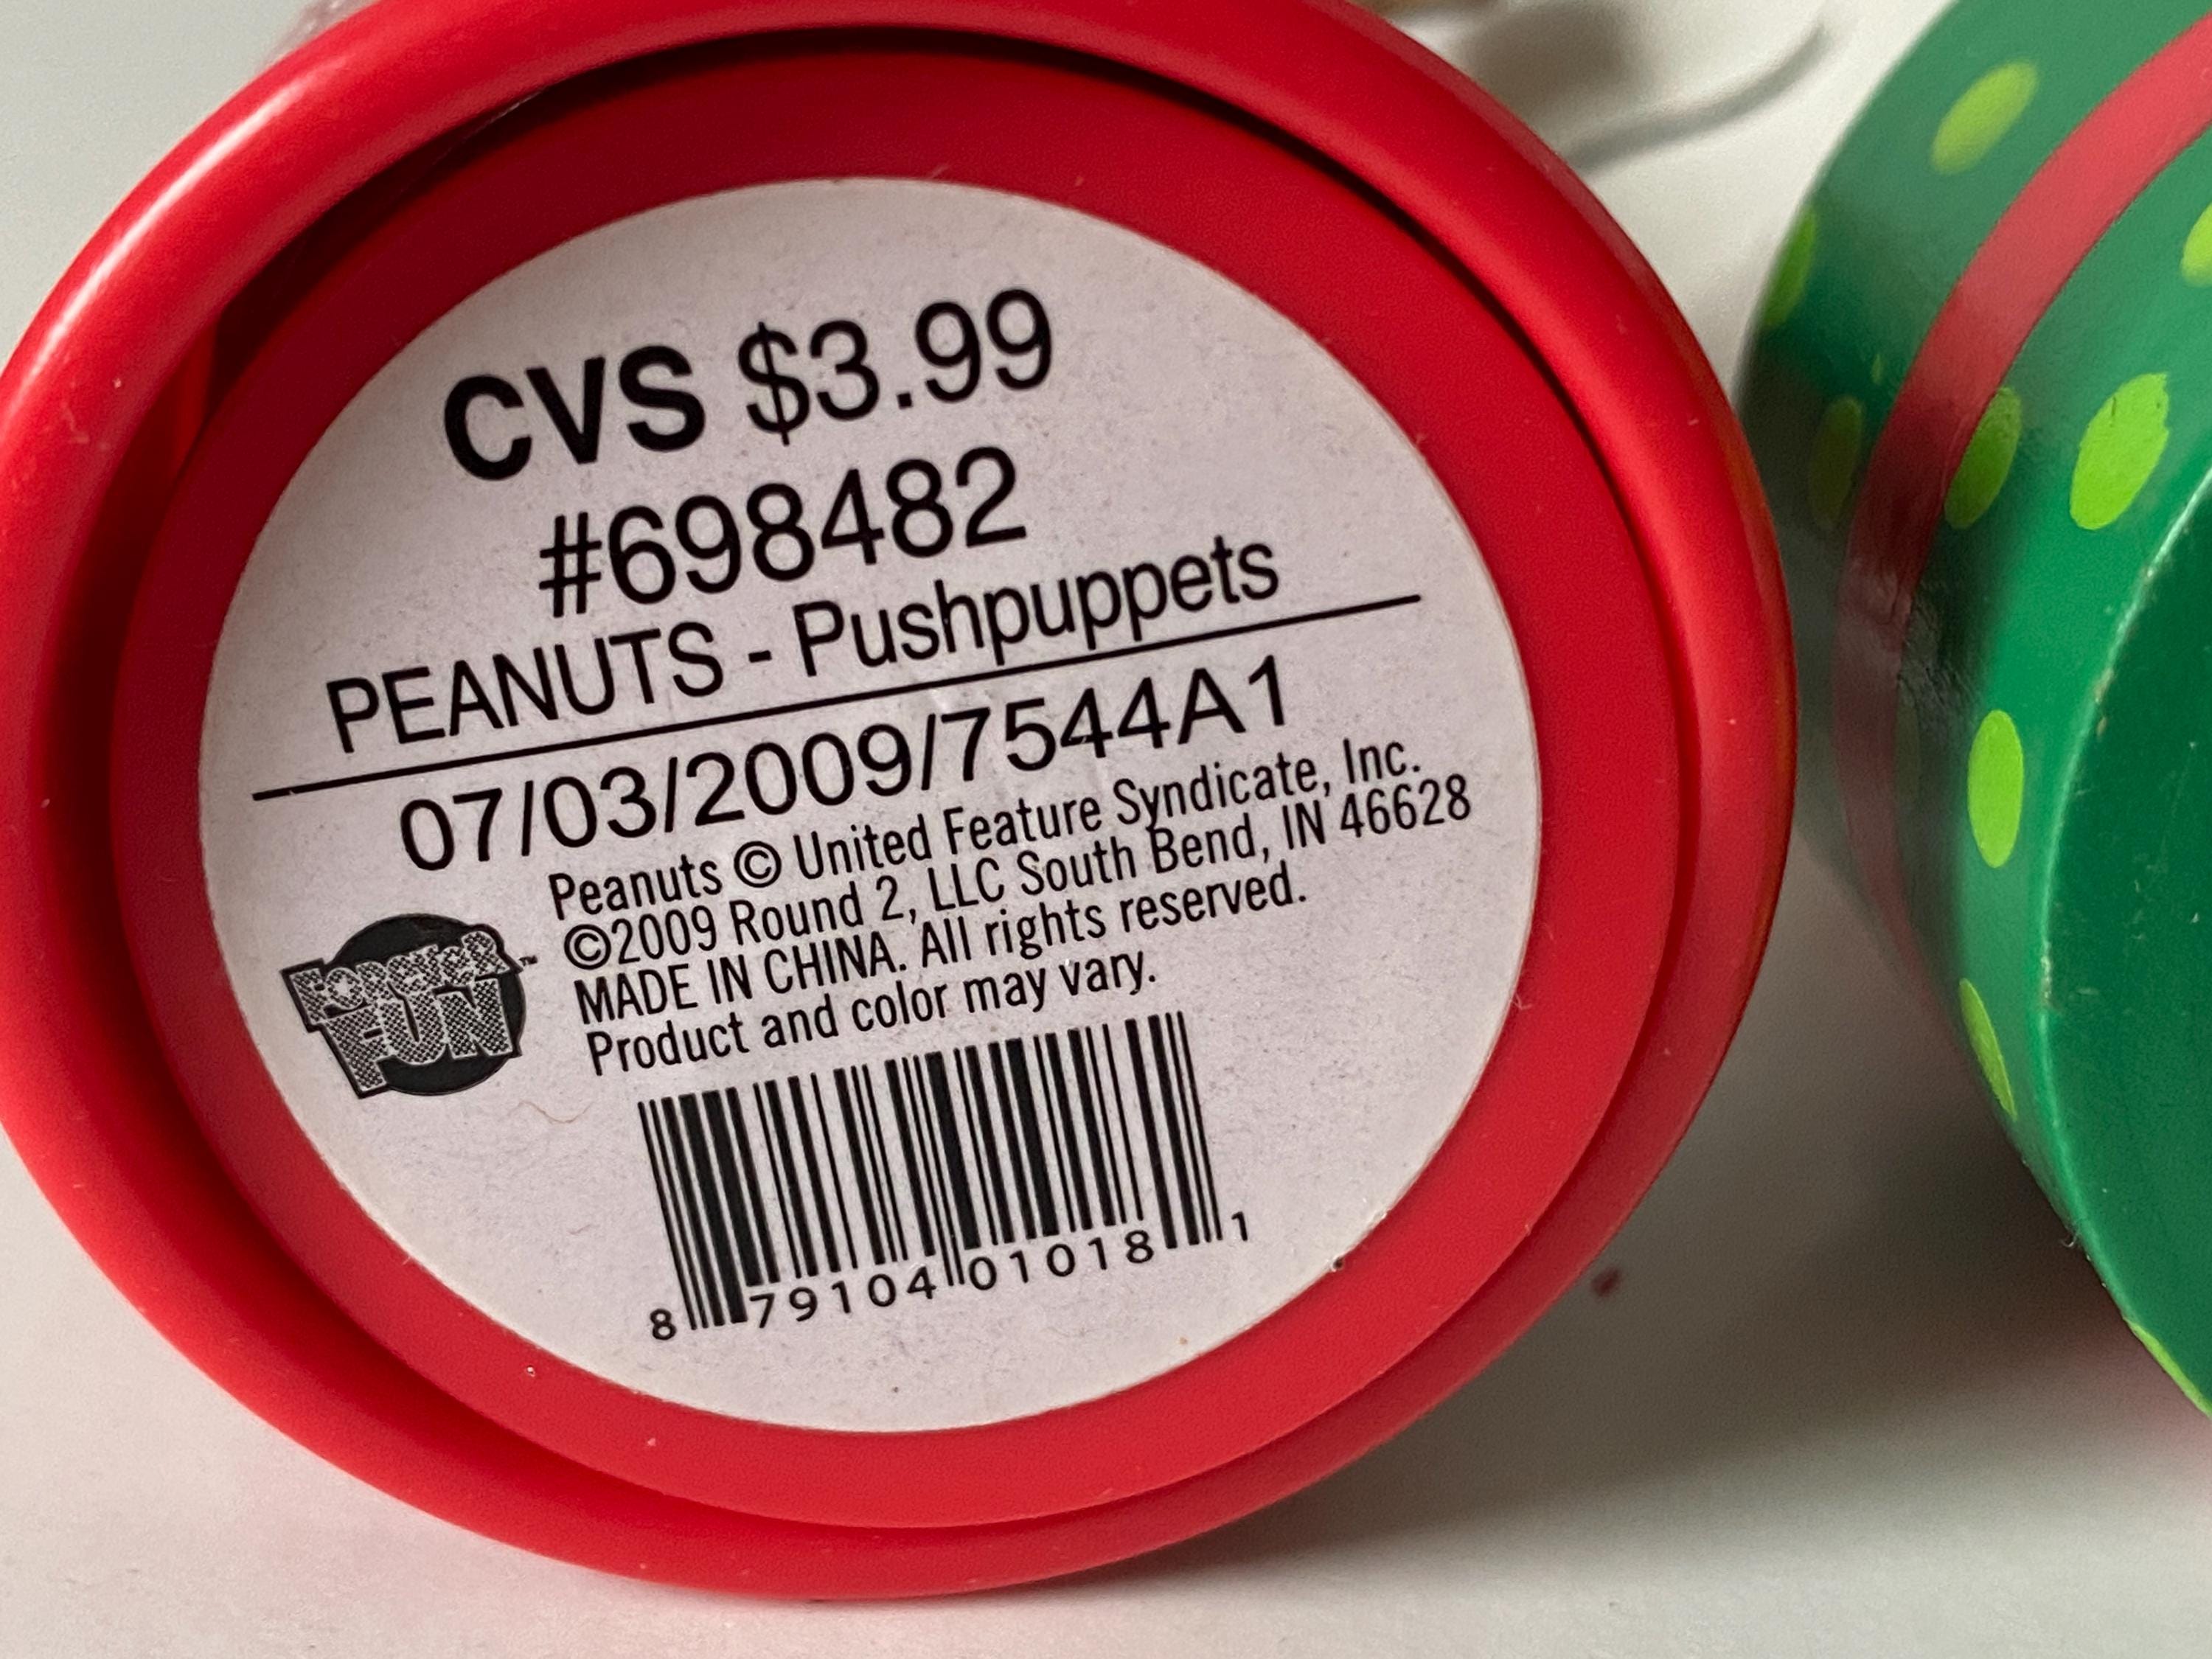 CVS $3.99
#698482
PEANUTS - Pushpuppets
07/03/2009/7544A1
Peanuts © United Feature Syndicate, Inc.
©2009 Round 2, LLC South Bend, IN 46628
MADE IN CHINA. All rights reserved.
Product and color may vary.
FOREVER FUN™
8 79104 01018 1